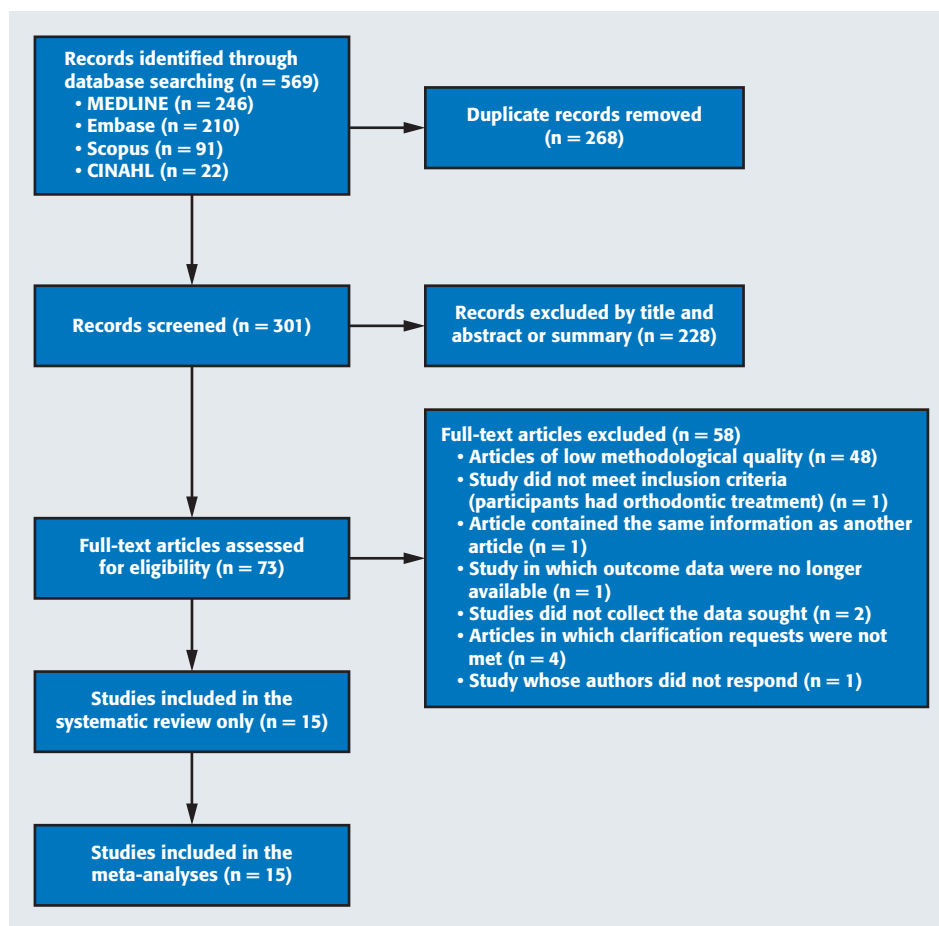 Records identified through
database searching (n = 569)
• MEDLINE (n = 246)
• Embase (n = 210)
• Scopus (n = 91)
• CINAHL (n = 22)
Duplicate records removed
(n = 268)
Records screened (n = 301)
Records excluded by title and
abstract or summary (n = 228)
Full-text articles assessed
for eligibility (n = 73)
Full-text articles excluded (n = 58)
• Articles of low methodological quality (n = 48)
• Study did not meet inclusion criteria
(participants had orthodontic treatment) (n = 1)
• Article contained the same information as another
article (n = 1)
• Study in which outcome data were no longer
available (n = 1)
• Studies did not collect the data sought (n = 2)
• Articles in which clarification requests were not
met (n = 4)
• Study whose authors did not respond (n = 1)
Studies included in the
systematic review only (n = 15)
Studies included in the
meta-analyses (n = 15)